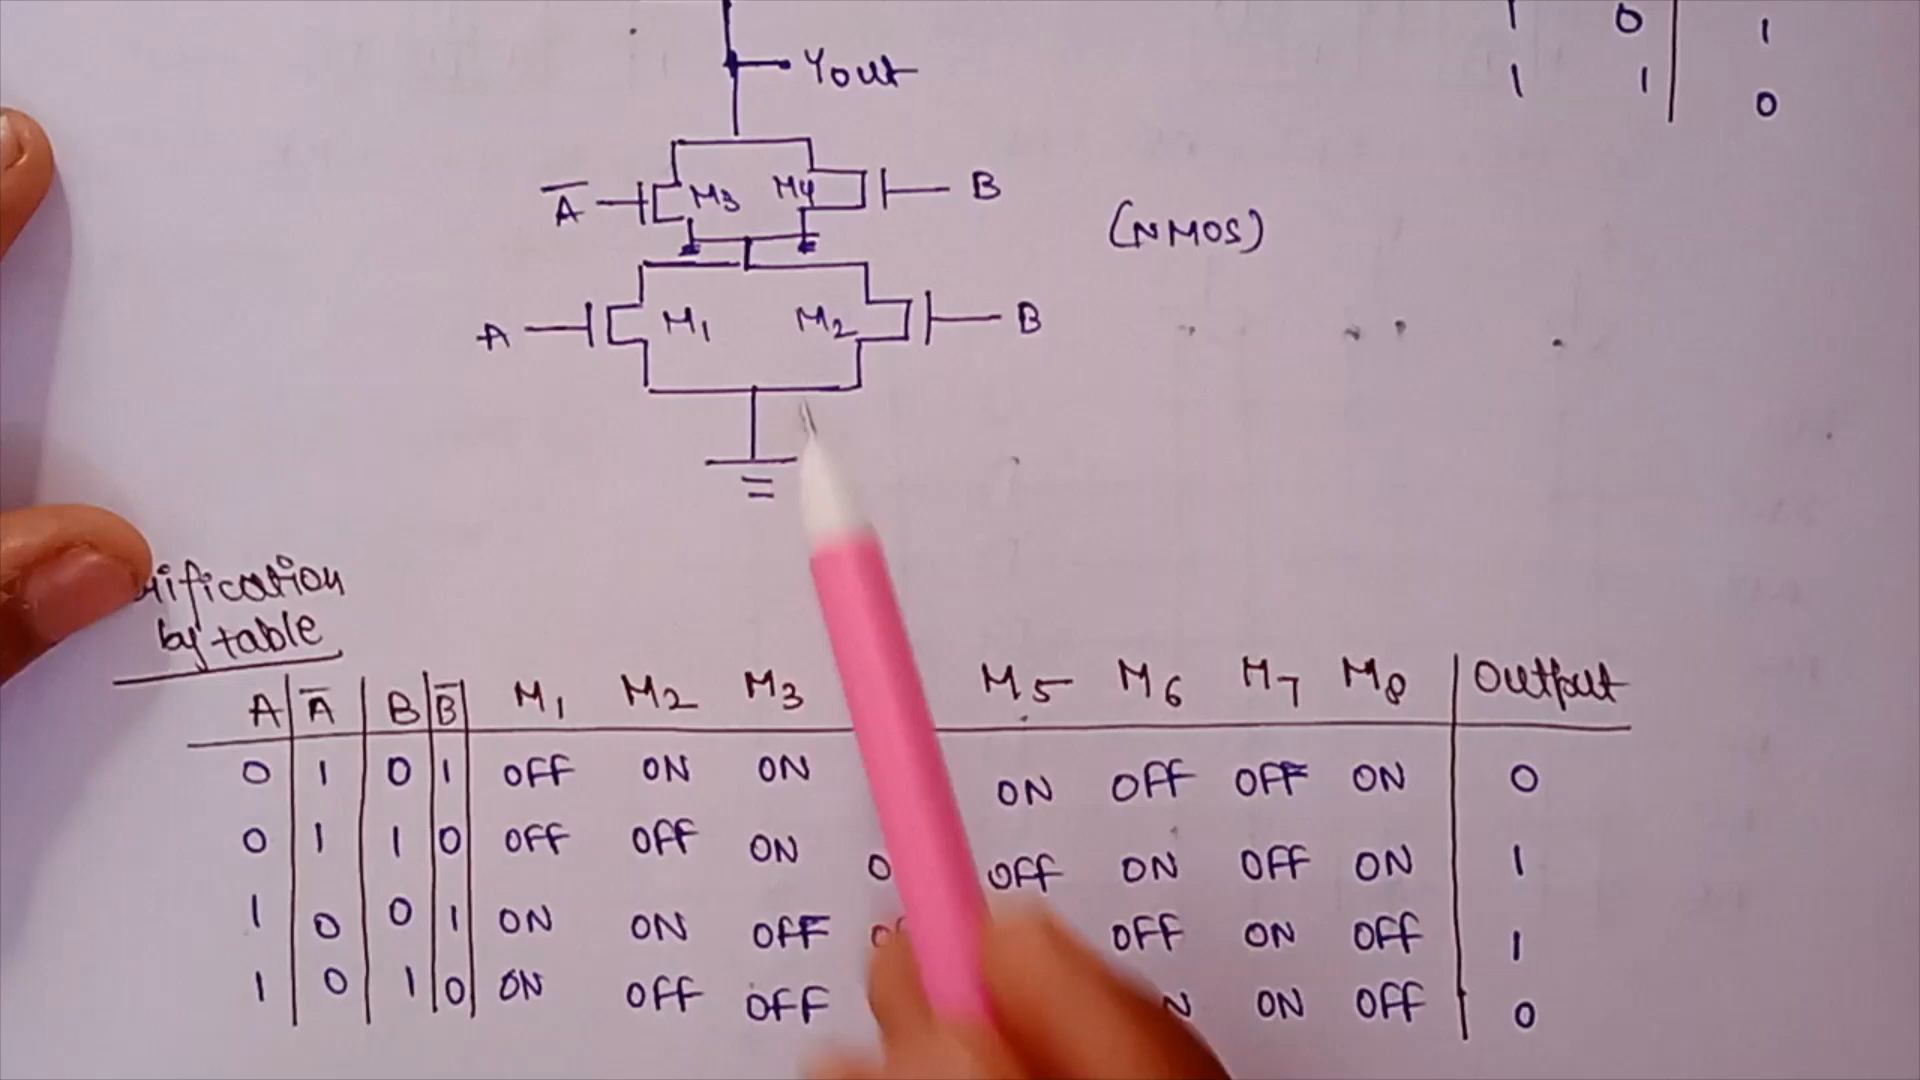 1 0 1
Yout
1 1 0
A̅ M3 M4 B
(NMOS)
A M1 M2 B
by table
A A̅ B B̅ M1 M2 M3 M5 M6 M7 M8 Output
0 1 0 1 OFF ON ON ON OFF OFF ON 0
0 1 1 0 OFF OFF ON OFF ON OFF ON 1
1 0 0 1 ON ON OFF OFF ON OFF 1
1 0 1 0 ON OFF OFF ON OFF 0